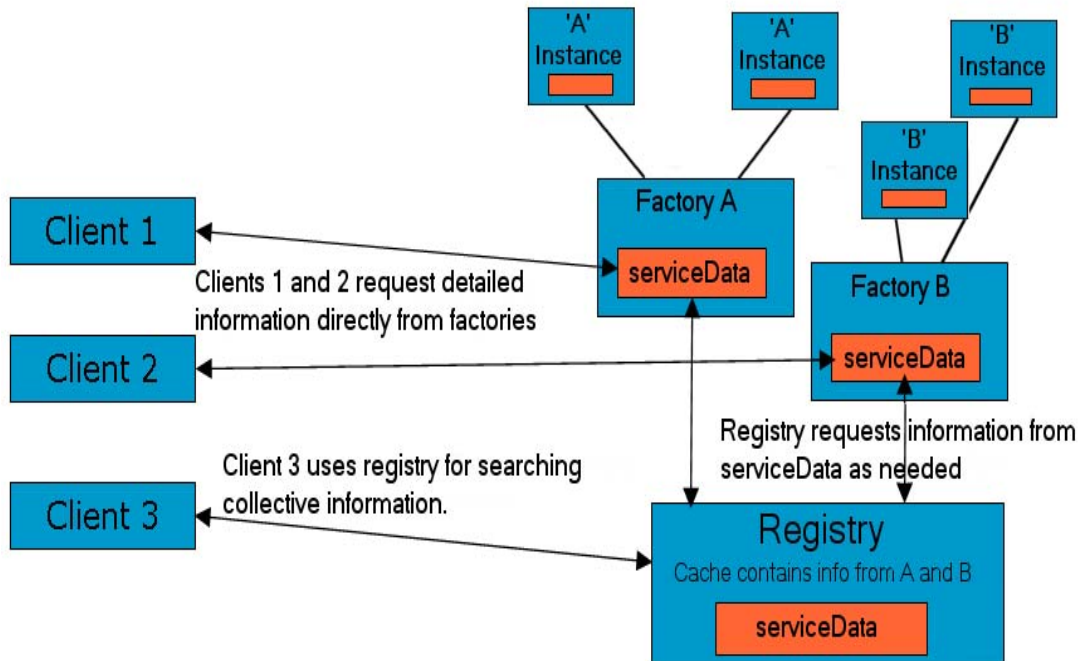 'A'
Instance
'A'
Instance
'B'
Instance
'B'
Instance
Factory A
serviceData
Factory B
serviceData
Client 1
Clients 1 and 2 request detailed
information directly from factories
Client 2
Registry requests information from
serviceData as needed
Client 3 uses registry for searching
collective information.
Client 3
Registry
Cache contains info from A and B
serviceData